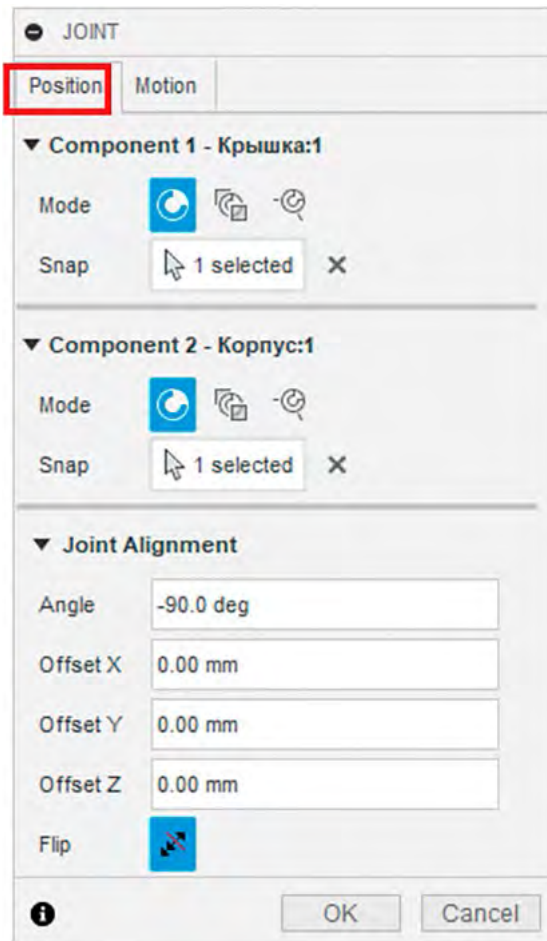 JOINT
Position Motion
Component 1 - Крышка:1
Mode
Snap 1 selected
Component 2 - Корпус:1
Mode
Snap 1 selected
Joint Alignment
Angle -90.0 deg
Offset X 0.00 mm
Offset Y 0.00 mm
Offset Z 0.00 mm
Flip
OK Cancel